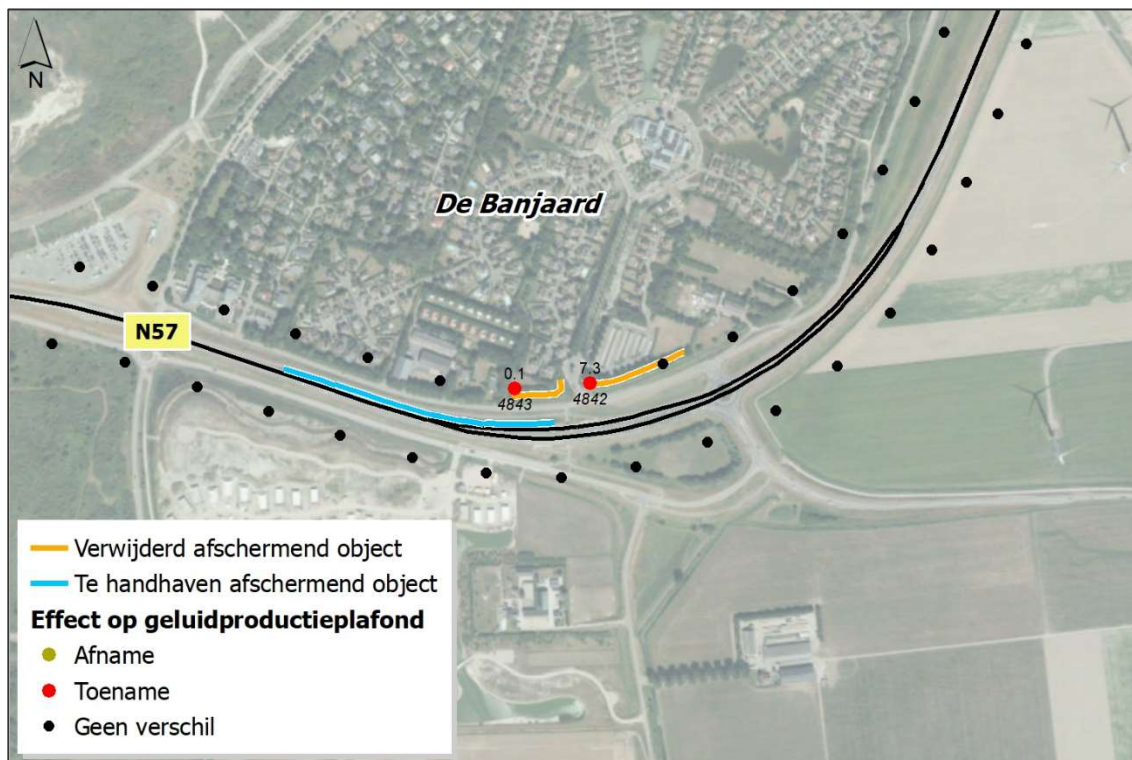 N
De Banjaard
N57
0.1
7.3
4843
4842
Verwijderd afschermend object
Te handhaven afschermend object
Effect op geluidproductieplafond
Afname
Toename
Geen verschil